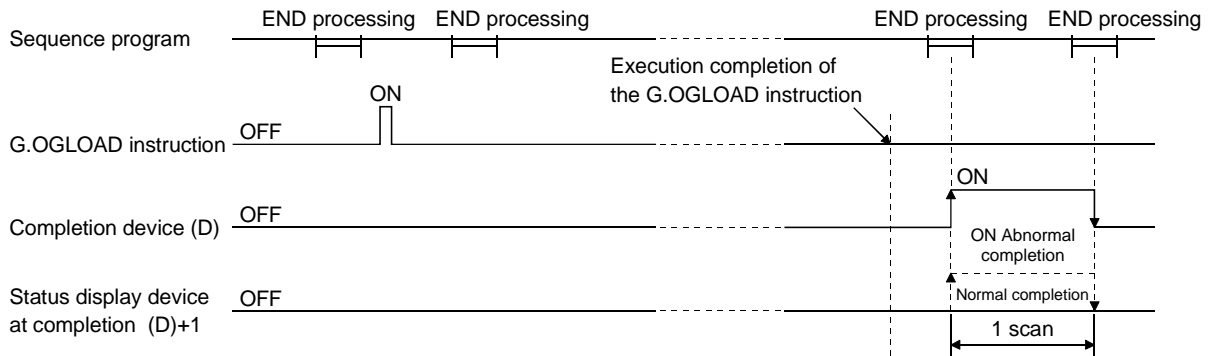 END processing END processing END processing END processing
Sequence program
Execution completion of
the G.OGLOAD instruction
ON
OFF
G.OGLOAD instruction
ON
OFF
Completion device (D)
ON Abnormal
completion
Status display device
at completion (D)+1
OFF
Normal completion
1 scan